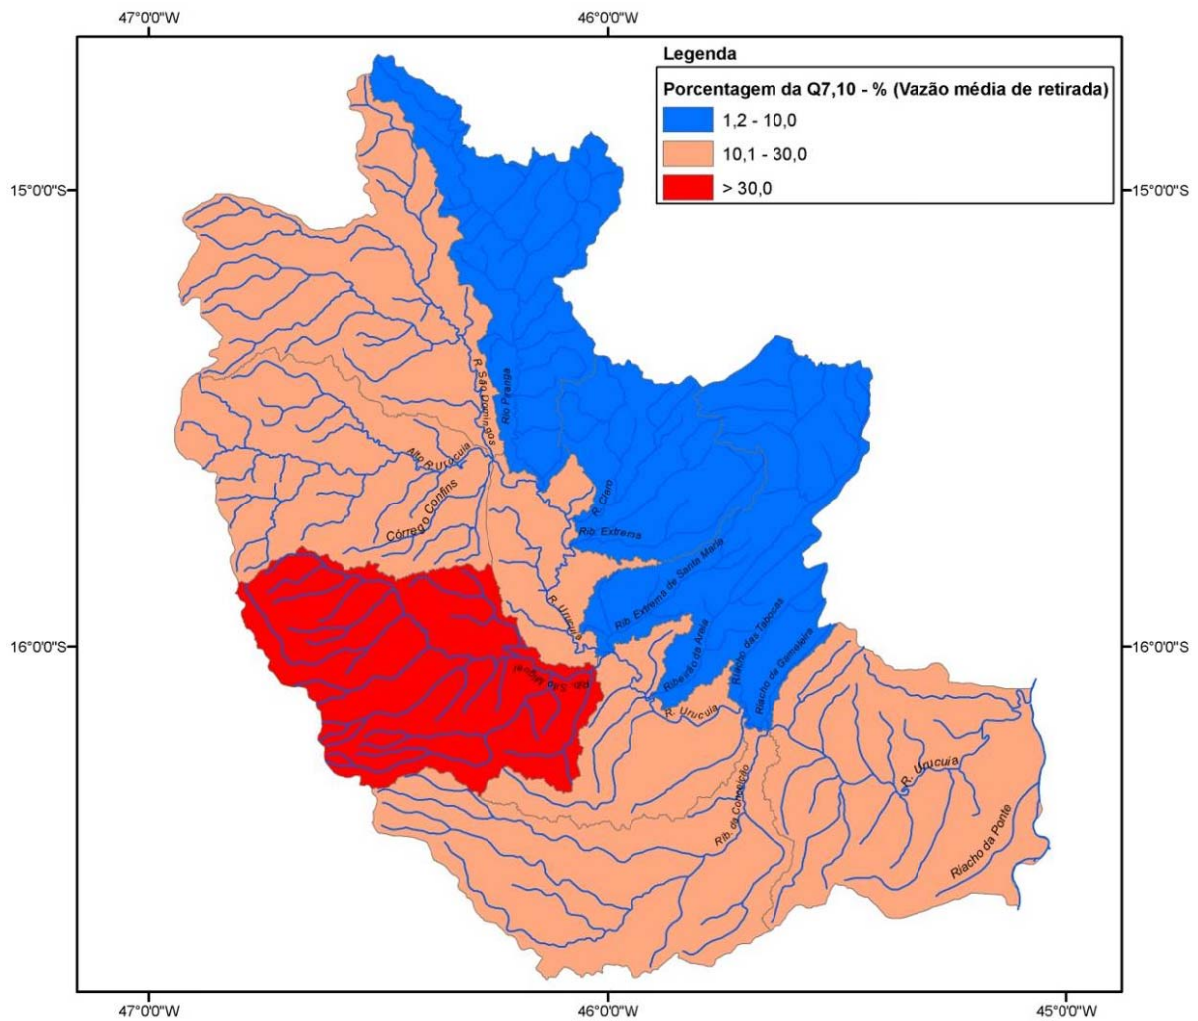 47°0'0"W 46°0'0"W
Legenda
Porcentagem da Q7,10 - % (Vazão média de retirada)
1,2 - 10,0
10,1 - 30,0
> 30,0
15°0'0"S 15°0'0"S
R. São Domingos
Rio Piranga
Alto R Urucuia
Córrego Confins
R. Claro
Rib. Extrema
Rib. Extrema de Santa Maria
R. Urucuia
Ribeirão da Areia
Riacho das Tabocas
Riacho de Gameleira
16°0'0"S 16°0'0"S
Rib. São Miguel
R. Urucuia
Rib. da Conceição
R. Urucuia
Riacho da Ponte
47°0'0"W 46°0'0"W 45°0'0"W